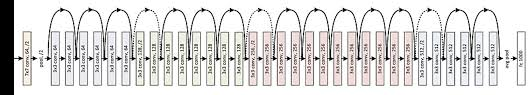 7x7 conv, 64, /2
pool, /2
3x3 conv, 64
3x3 conv, 64
3x3 conv, 64
3x3 conv, 64
3x3 conv, 64
3x3 conv, 64
3x3 conv, 128, /2
3x3 conv, 128
3x3 conv, 128
3x3 conv, 128
3x3 conv, 128
3x3 conv, 128
3x3 conv, 128
3x3 conv, 128
3x3 conv, 256, /2
3x3 conv, 256
3x3 conv, 256
3x3 conv, 256
3x3 conv, 256
3x3 conv, 256
3x3 conv, 256
3x3 conv, 256
3x3 conv, 256
3x3 conv, 256
3x3 conv, 256
3x3 conv, 256
3x3 conv, 512, /2
3x3 conv, 512
3x3 conv, 512
3x3 conv, 512
3x3 conv, 512
3x3 conv, 512
avg pool
fc 1000